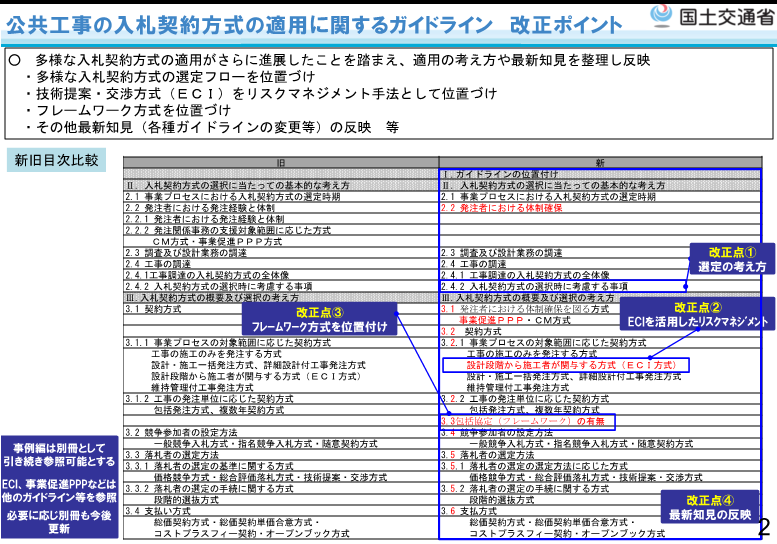 公共工事の入札契約方式の適用に関するガイドライン　改正ポイント
国土交通省
○　多様な入札契約方式の適用がさらに進展したことを踏まえ、適用の考え方や最新知見を整理し反映
・多様な入札契約方式の選定フローを位置づけ
・技術提案・交渉方式（ＥＣＩ）をリスクマネジメント手法として位置づけ
・フレームワーク方式を位置づけ
・その他最新知見（各種ガイドラインの変更等）の反映　等
新旧目次比較
旧
Ⅱ．入札契約方式の選択に当たっての基本的な考え方
2.1 事業プロセスにおける入札契約方式の選定時期
2.2 発注者における発注経験と体制
2.2.1 発注者における発注経験と体制
2.2.2 発注関係事務の支援対象範囲に応じた方式
ＣＭ方式・事業促進ＰＰＰ方式
2.3 調査及び設計業務の調達
2.4 工事の調達
2.4.1工事調達の入札契約方式の全体像
2.4.2 入札契約方式の選択時に考慮する事項
Ⅲ.入札契約方式の概要及び選択の考え方
3.1 契約方式
3.1.1 事業プロセスの対象範囲に応じた契約方式
工事の施工のみを発注する方式
設計・施工一括発注方式、詳細設計付工事発注方式
設計段階から施工者が関与する方式（ＥＣＩ方式）
維持管理付工事発注方式
3.1.2 工事の発注単位に応じた契約方式
包括発注方式、複数年契約方式
3.2 競争参加者の設定方法
一般競争入札方式・指名競争入札方式・随意契約方式
3.3 落札者の選定方法
3.3.1 落札者の選定の基準に関する方式
価格競争方式・総合評価落札方式・技術提案・交渉方式
3.3.2 落札者の選定の手続に関する方式
段階的選抜方式
3.4 支払い方式
総価契約方式・総価契約単価合意方式・
コストプラスフィー契約・オープンブック方式
新
Ⅰ.ガイドラインの位置付け
Ⅱ．入札契約方式の選択に当たっての基本的な考え方
2.1 事業プロセスにおける入札契約方式の選定時期
2.2 発注者における体制確保
2.3 調査及び設計業務の調達
2.4 工事の調達
2.4.1工事調達の入札契約方式の全体像
2.4.2 入札契約方式の選択時に考慮する事項
Ⅲ.入札契約方式の概要及び選択の考え方
3.1 発注者における体制確保を図る方式
事業促進ＰＰＰ・ＣＭ方式
3.2　契約方式
3.2.1 事業プロセスの対象範囲に応じた契約方式
工事の施工のみを発注する方式
設計・施工一括発注方式、詳細設計付工事発注方式
設計段階から施工者が関与する方式（ＥＣＩ方式）
維持管理付工事発注方式
3.2.2 工事の発注単位に応じた契約方式
包括発注方式、複数年契約方式
3.3包括協定（フレームワーク）の有無
3.4 競争参加者の設定方法
一般競争入札方式・指名競争入札方式・随意契約方式
3.5 落札者の選定方法
3.5.1 落札者の選定の選定方法に応じた方式
価格競争方式・総合評価落札方式・技術提案・交渉方式
3.5.2 落札者の選定の手続に関する方式
段階的選抜方式
3.6 支払方式
総価契約方式・総価契約単価合意方式・
コストプラスフィー契約・オープンブック方式
改正点①
選定の考え方
改正点②
ECIを活用したリスクマネジメント
改正点③
フレームワーク方式を位置付け
改正点④
最新知見の反映
事例編は別冊として
引き続き参照可能とする
ECI、事業促進PPPなどは
他のガイドライン等を参照
必要に応じ別冊も今後
更新
2